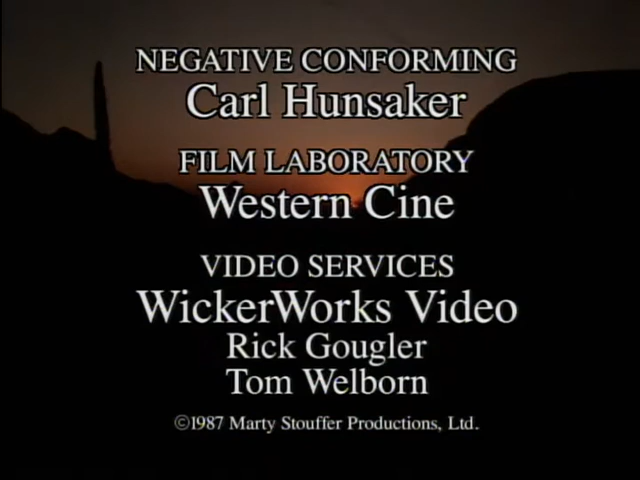 NEGATIVE CONFORMING
Carl Hunsaker
FILM LABORATORY
Western Cine
VIDEO SERVICES
WickerWorks Video
Rick Gougler
Tom Welborn
©1987 Marty Stouffer Productions, Ltd.